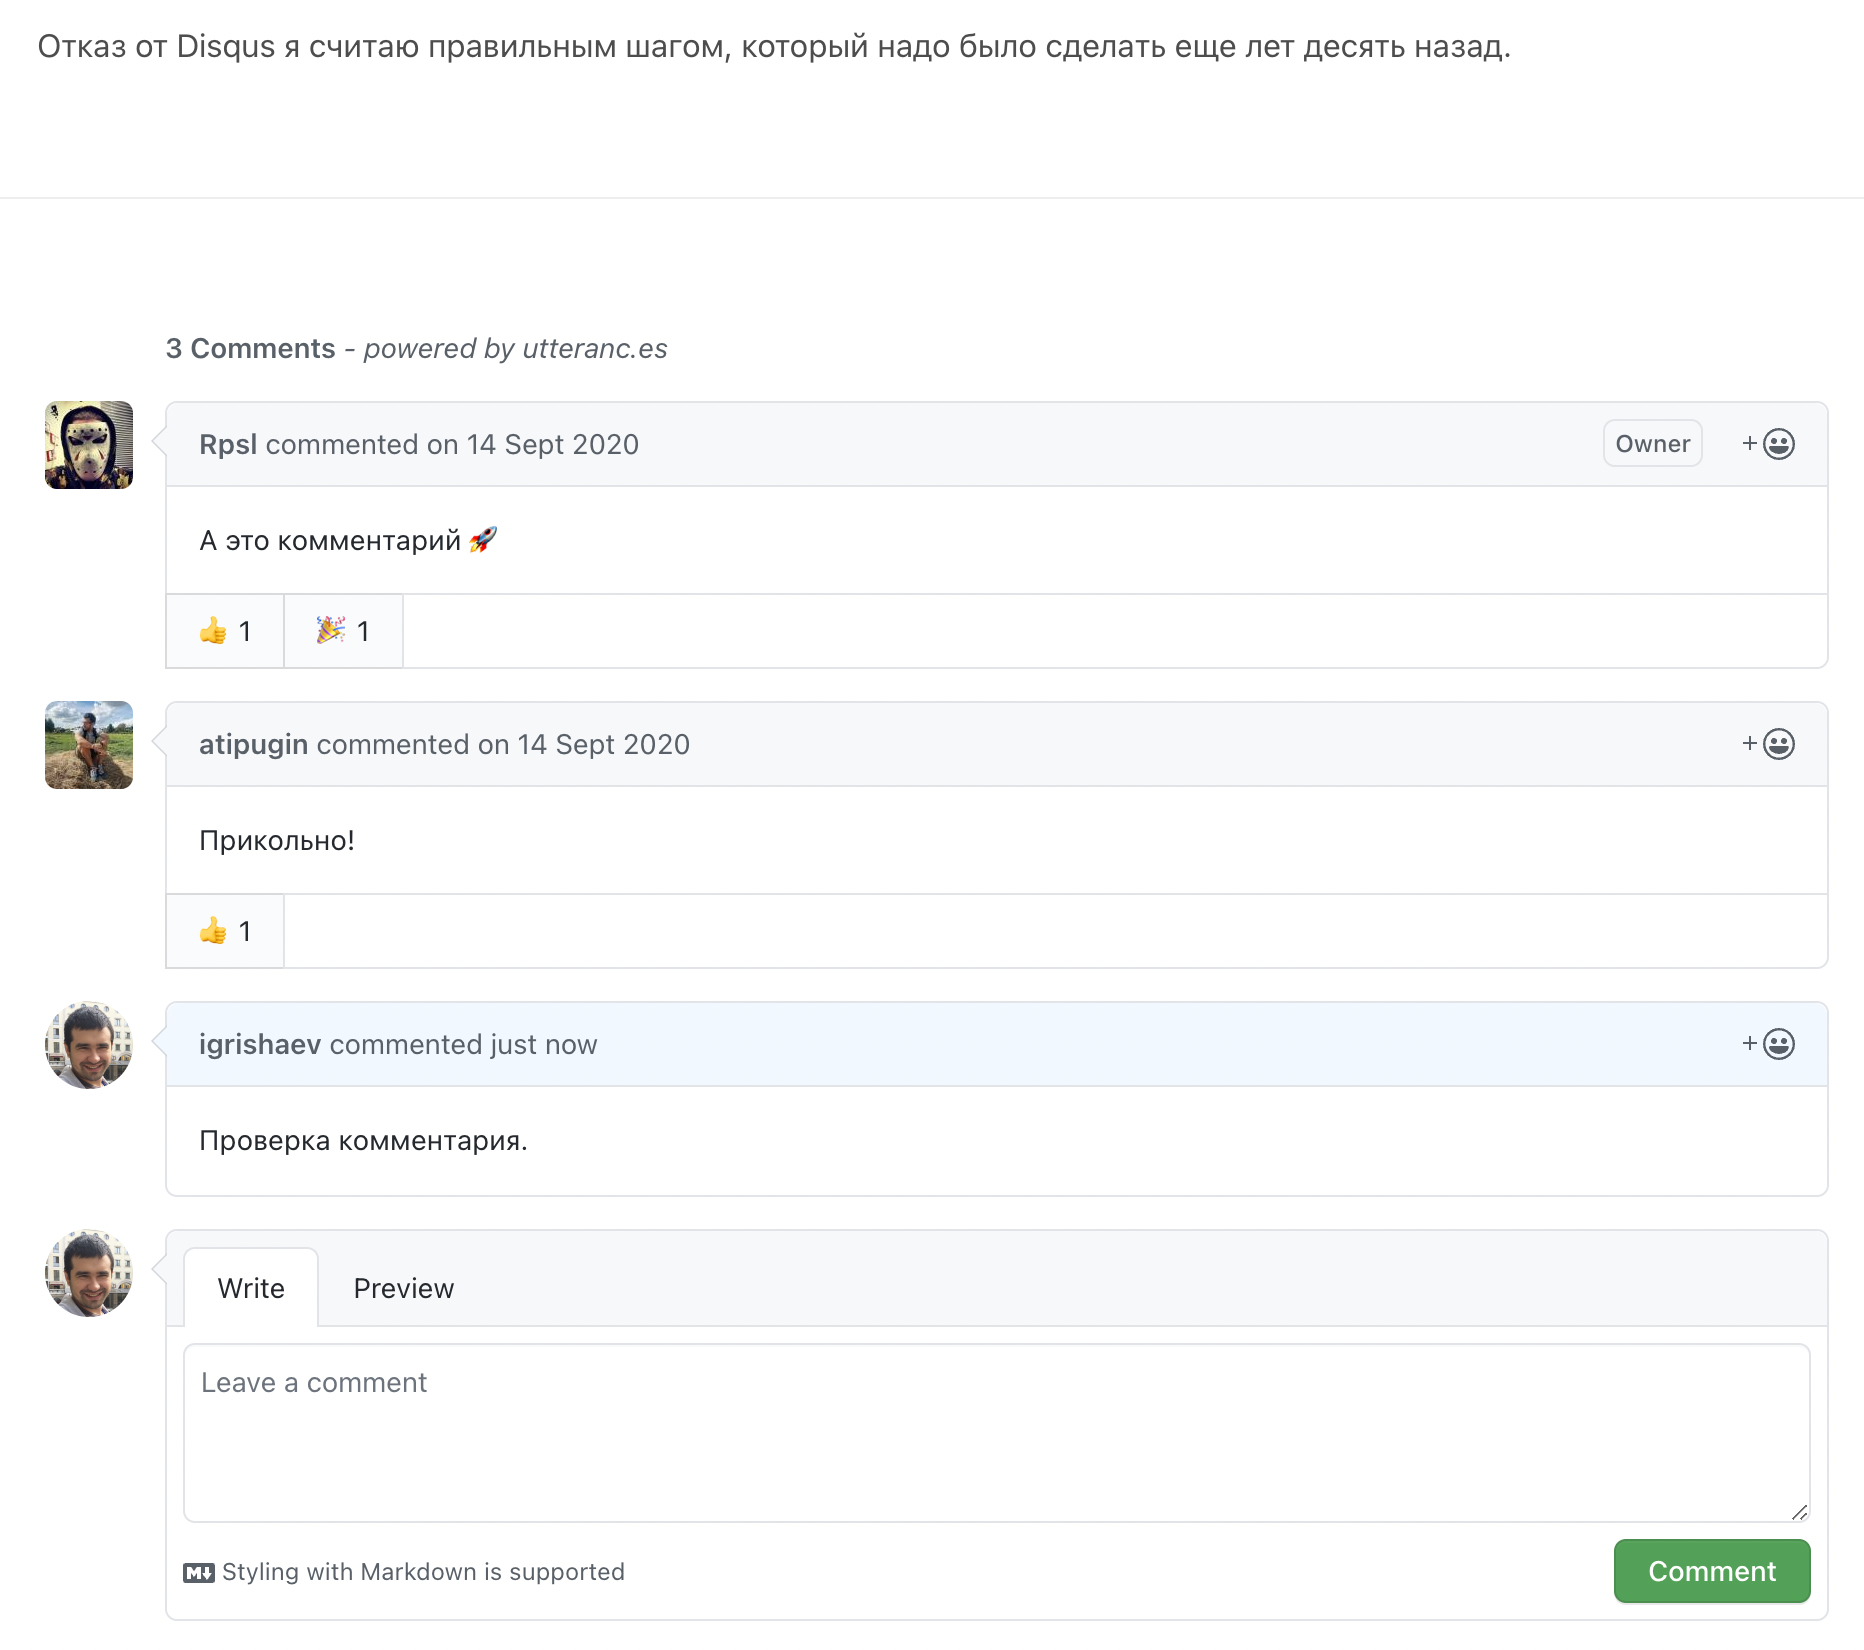 Отказ от Disqus я считаю правильным шагом, который надо было сделать еще лет десять назад.
3 Comments - powered by utteranc.es
Rpsl commented on 14 Sept 2020
Owner
А это комментарий 🚀
👍 1
🎉 1
atipugin commented on 14 Sept 2020
Прикольно!
👍 1
igrishaev commented just now
Проверка комментария.
Write
Preview
Leave a comment
Styling with Markdown is supported
Comment